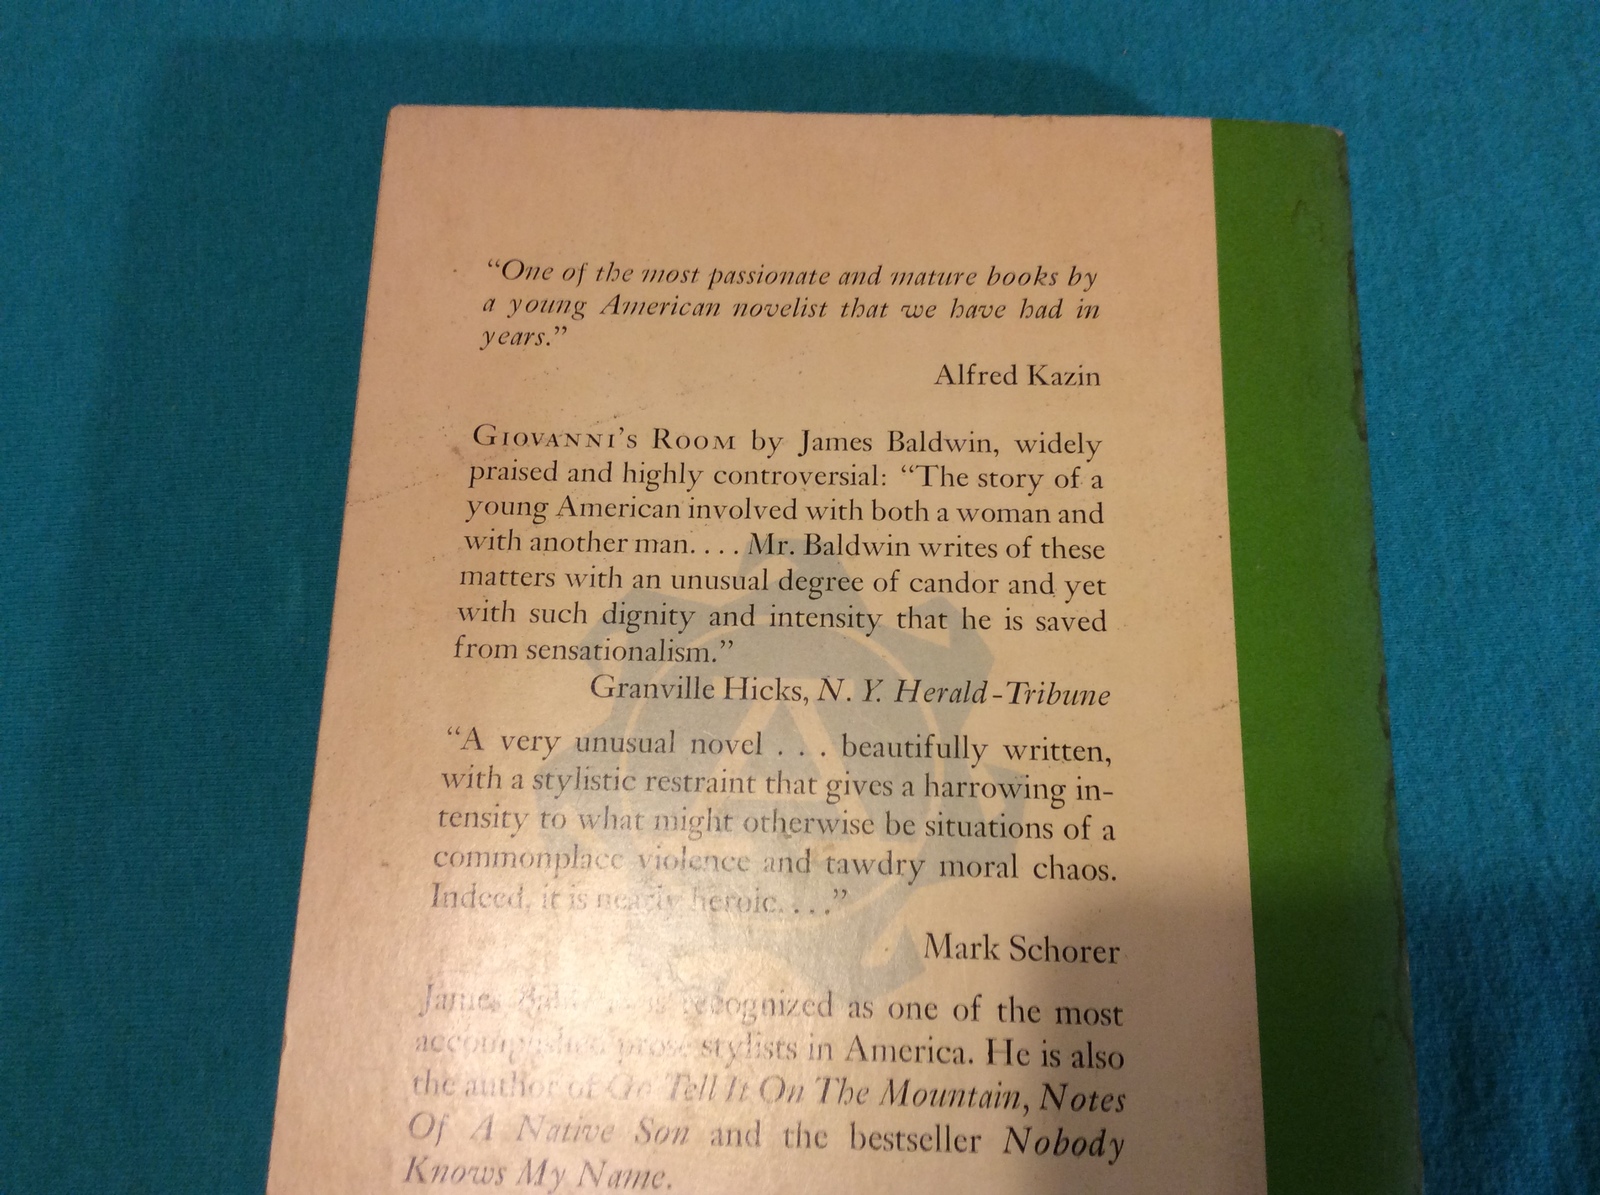 “One of the most passionate and mature books by
a young American novelist that we have had in
years.”
Alfred Kazin
GIOVANNI’S ROOM by James Baldwin, widely
praised and highly controversial: “The story of a
young American involved with both a woman and
with another man. . . . Mr. Baldwin writes of these
matters with an unusual degree of candor and yet
with such dignity and intensity that he is saved
from sensationalism.”
Granville Hicks, N. Y. Herald-Tribune
“A very unusual novel . . . beautifully written,
with a stylistic restraint that gives a harrowing in-
tensity to what might otherwise be situations of a
commonplace violence and tawdry moral chaos.
Indeed, it is nearly heroic. . . .”
Mark Schorer
James Baldwin is recognized as one of the most
accomplished prose stylists in America. He is also
the author of Go Tell It On The Mountain, Notes
Of A Native Son and the bestseller Nobody
Knows My Name.